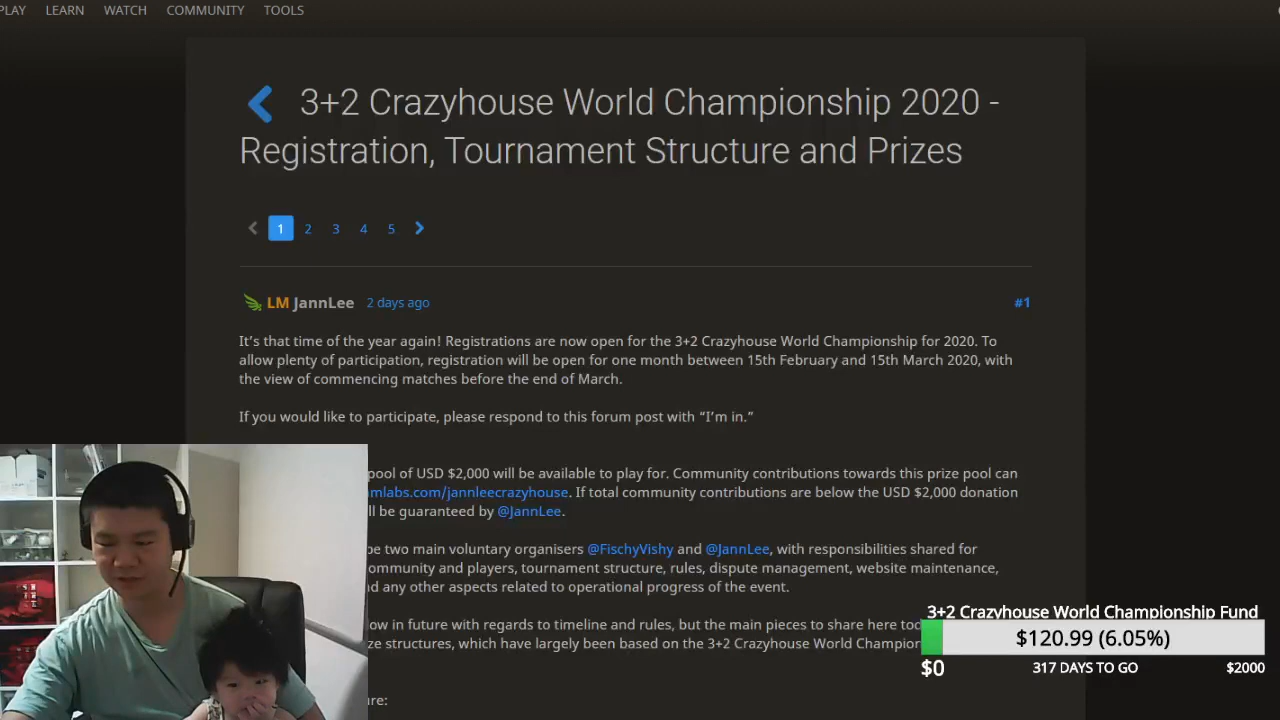 PLAY LEARN WATCH COMMUNITY TOOLS
3+2 Crazyhouse World Championship 2020 -
Registration, Tournament Structure and Prizes
1 2 3 4 5
LM JannLee 2 days ago #1
It's that time of the year again! Registrations are now open for the 3+2 Crazyhouse World Championship for 2020. To
allow plenty of participation, registration will be open for one month between 15th February and 15th March 2020, with
the view of commencing matches before the end of March.
If you would like to participate, please respond to this forum post with "I'm in."
pool of USD $2,000 will be available to play for. Community contributions towards this prize pool can
mlabs.com/jannleecrazyhouse. If total community contributions are below the USD $2,000 donation
ll be guaranteed by @JannLee.
be two main voluntary organisers @FischyVishy and @JannLee, with responsibilities shared for
ommunity and players, tournament structure, rules, dispute management, website maintenance,
d any other aspects related to operational progress of the event.
low in future with regards to timeline and rules, but the main pieces to share here toc
ze structures, which have largely been based on the 3+2 Crazyhouse World Champior
ure:
3+2 Crazyhouse World Championship Fund
$120.99 (6.05%)
$0 317 DAYS TO GO $2000